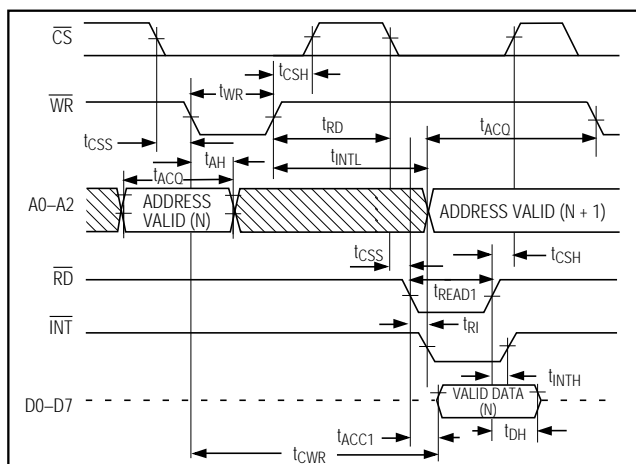 CS
tCSH
tWR
WR
tRD
tACQ
tCSS
tAH
tINTL
tACQ
A0–A2
ADDRESS
VALID (N)
ADDRESS VALID (N + 1)
tCSS
tCSH
RD
tREAD1
INT
tRI
tINTH
D0–D7
VALID DATA
(N)
tACC1
tDH
tCWR